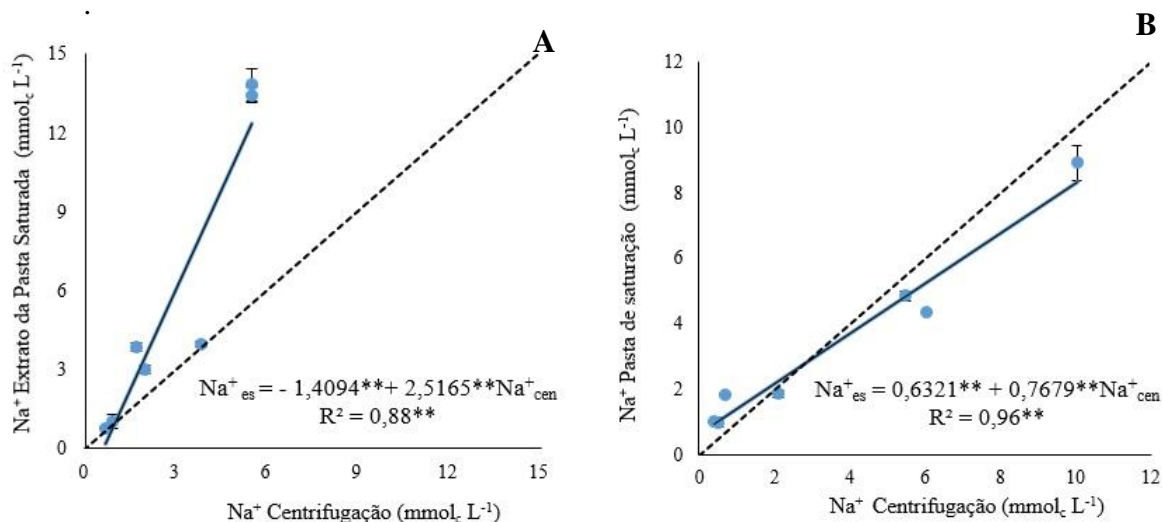 .
A
Na⁺ Extrato da Pasta Saturada (mmol꜀ L⁻¹)
15
12
9
6
3
0
0 3 6 9 12 15
Na⁺ₑₛ = - 1,4094**+ 2,5165**Na⁺cen
R² = 0,88**
Na⁺ Centrifugação (mmolc L⁻¹)
B
Na⁺ Pasta de saturação (mmolc L⁻¹)
12
10
8
6
4
2
0
0 2 4 6 8 10 12
Na⁺ₑₛ = 0,6321** + 0,7679**Na⁺cen
R² = 0,96**
Na⁺ Centrifugação (mmolc L⁻¹)